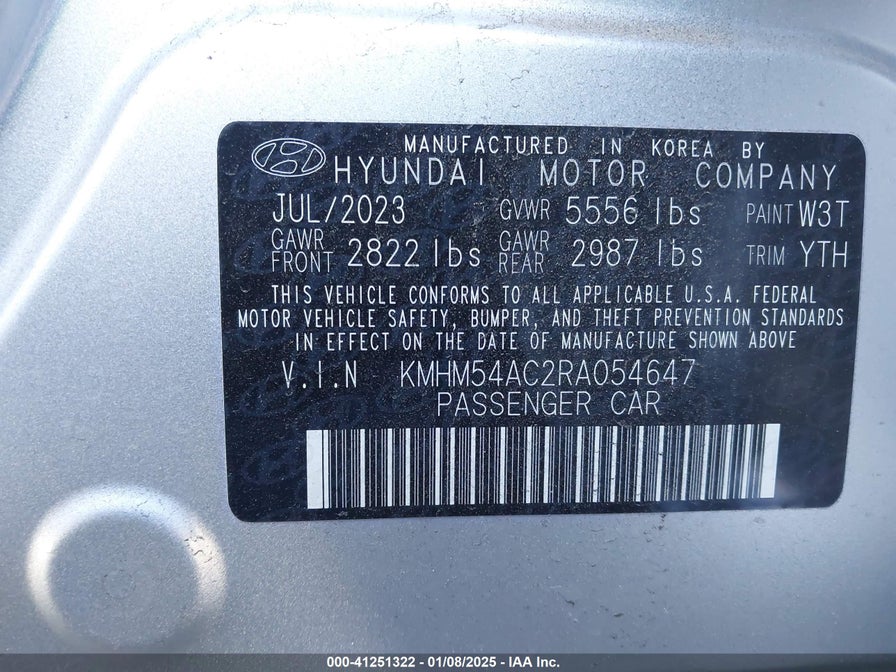 MANUFACTURED IN KOREA BY
HYUNDAI MOTOR COMPANY
JUL/2023 GVWR 5556 lbs PAINT W3T
GAWR FRONT 2822 lbs GAWR REAR 2987 lbs TRIM YTH
THIS VEHICLE CONFORMS TO ALL APPLICABLE U.S.A. FEDERAL
MOTOR VEHICLE SAFETY, BUMPER, AND THEFT PREVENTION STANDARDS
IN EFFECT ON THE DATE OF MANUFACTURE SHOWN ABOVE
V.I.N KMHM54AC2RA054647
PASSENGER CAR
000-41251322 - 01/08/2025 - IAA Inc.